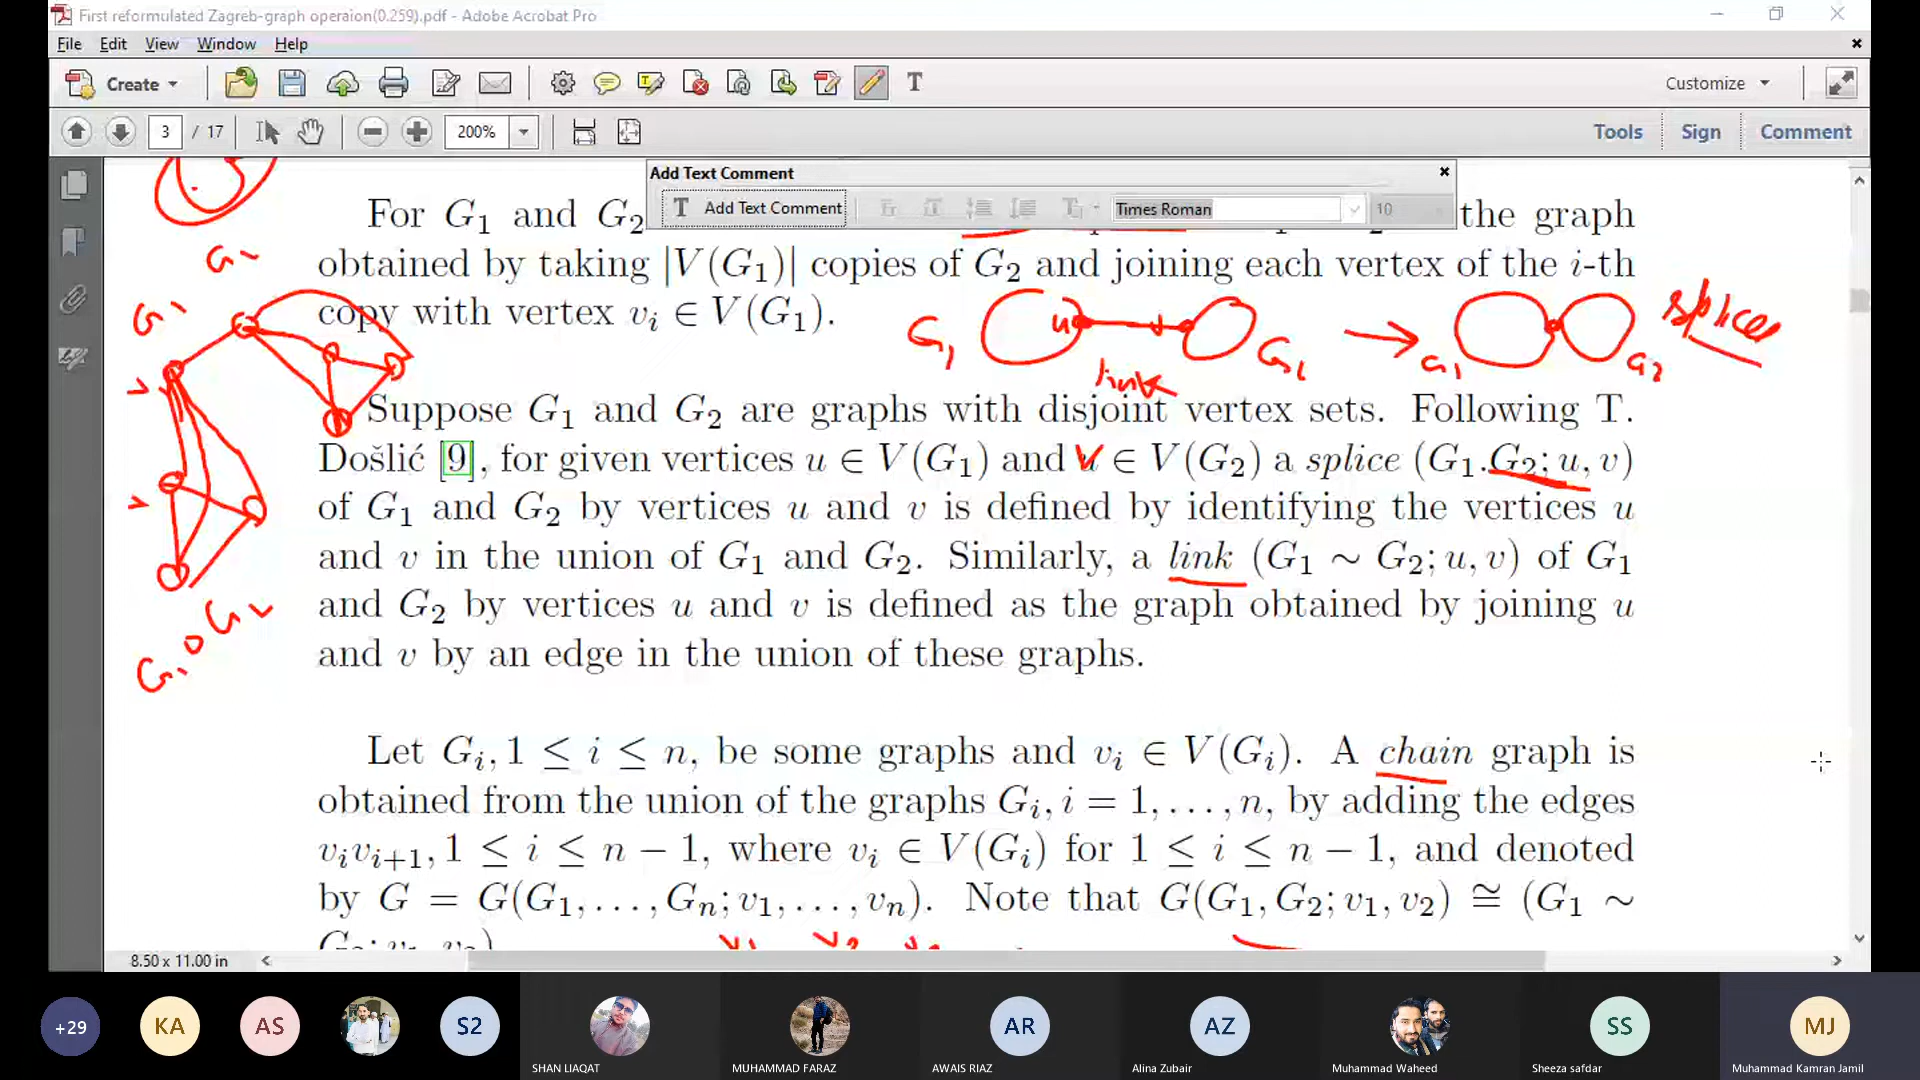 First reformulated Zagreb-graph operaion(0.259).pdf - Adobe Acrobat Pro
File Edit View Window Help
Create Customize
3 / 17 200% Tools Sign Comment
Add Text Comment
T Add Text Comment Times Roman 10
For G₁ and G₂ the graph
obtained by taking |V(G₁)| copies of G₂ and joining each vertex of the i-th
copy with vertex vᵢ ∈ V(G₁).
G₁ u link G₂ → G₁ G₂ splices
Suppose G₁ and G₂ are graphs with disjoint vertex sets. Following T.
Došlić [9], for given vertices u ∈ V(G₁) and v ∈ V(G₂) a splice (G₁.G₂; u, v)
of G₁ and G₂ by vertices u and v is defined by identifying the vertices u
and v in the union of G₁ and G₂. Similarly, a link (G₁ ∼ G₂; u, v) of G₁
and G₂ by vertices u and v is defined as the graph obtained by joining u
and v by an edge in the union of these graphs.
G₁ o G₂
Let Gᵢ, 1 ≤ i ≤ n, be some graphs and vᵢ ∈ V(Gᵢ). A chain graph is
obtained from the union of the graphs Gᵢ, i = 1, . . . , n, by adding the edges
vᵢvᵢ₊₁, 1 ≤ i ≤ n − 1, where vᵢ ∈ V(Gᵢ) for 1 ≤ i ≤ n − 1, and denoted
by G = G(G₁, . . . , Gₙ; v₁, . . . , vₙ). Note that G(G₁, G₂; v₁, v₂) ≅ (G₁ ∼
8.50 x 11.00 in
+29 KA AS S2 AR AZ SS MJ
SHAN LIAQAT MUHAMMAD FARAZ AWAIS RIAZ Alina Zubair Muhammad Waheed Sheeza safdar Muhammad Kamran Jamil